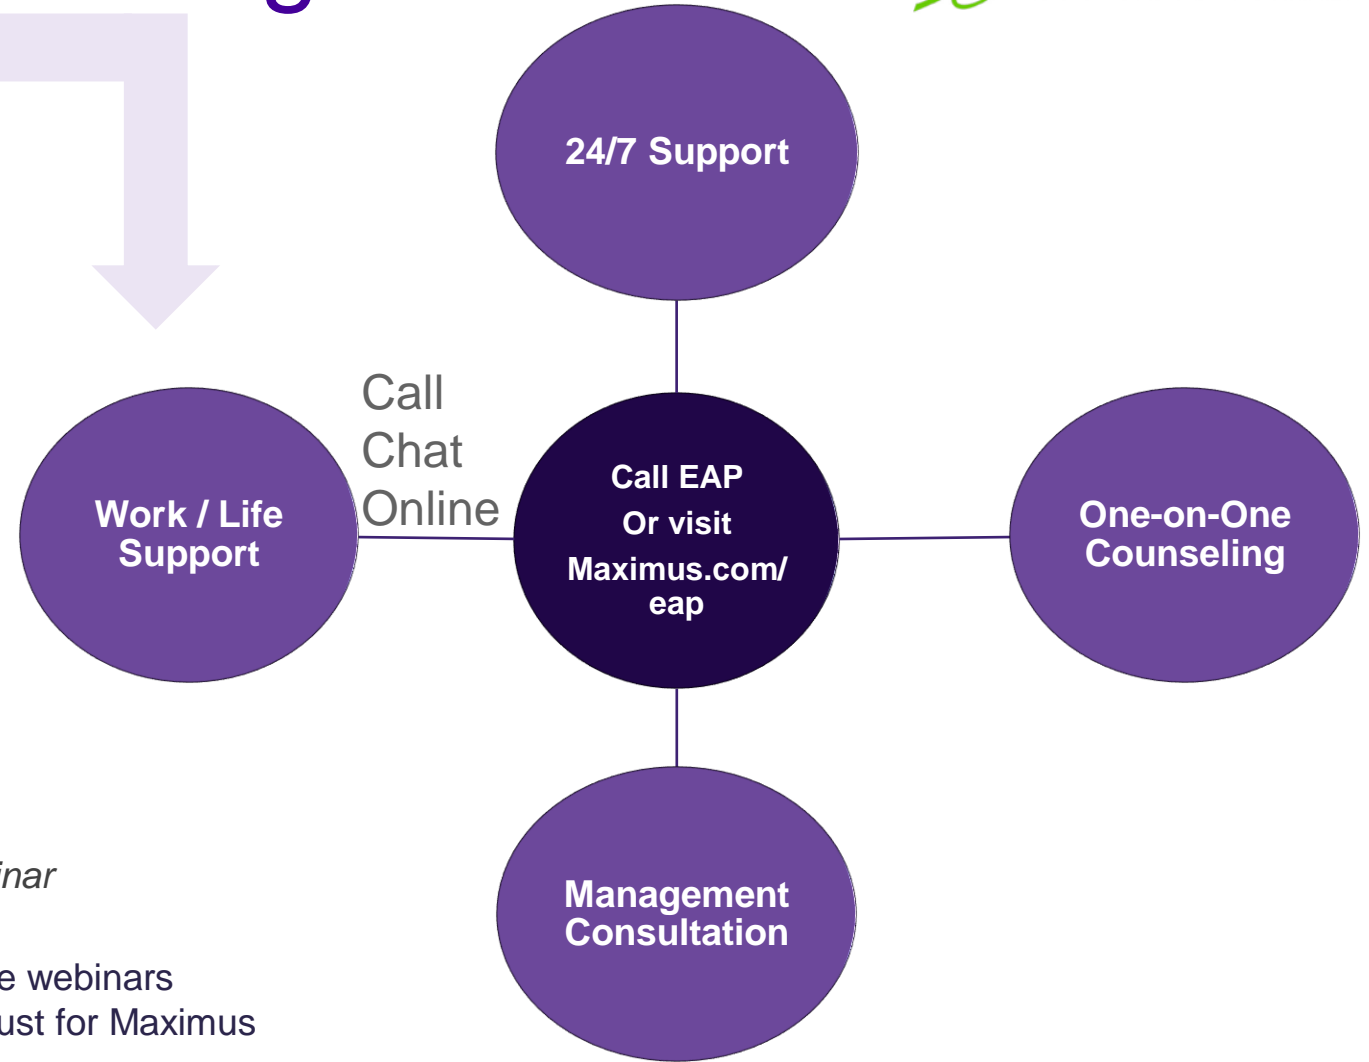 24/7 Support
Call
Chat
Online
Work / Life
Support
Call EAP
Or visit
Maximus.com/
eap
One-on-One
Counseling
Management
Consultation
inar
e webinars
ust for Maximus